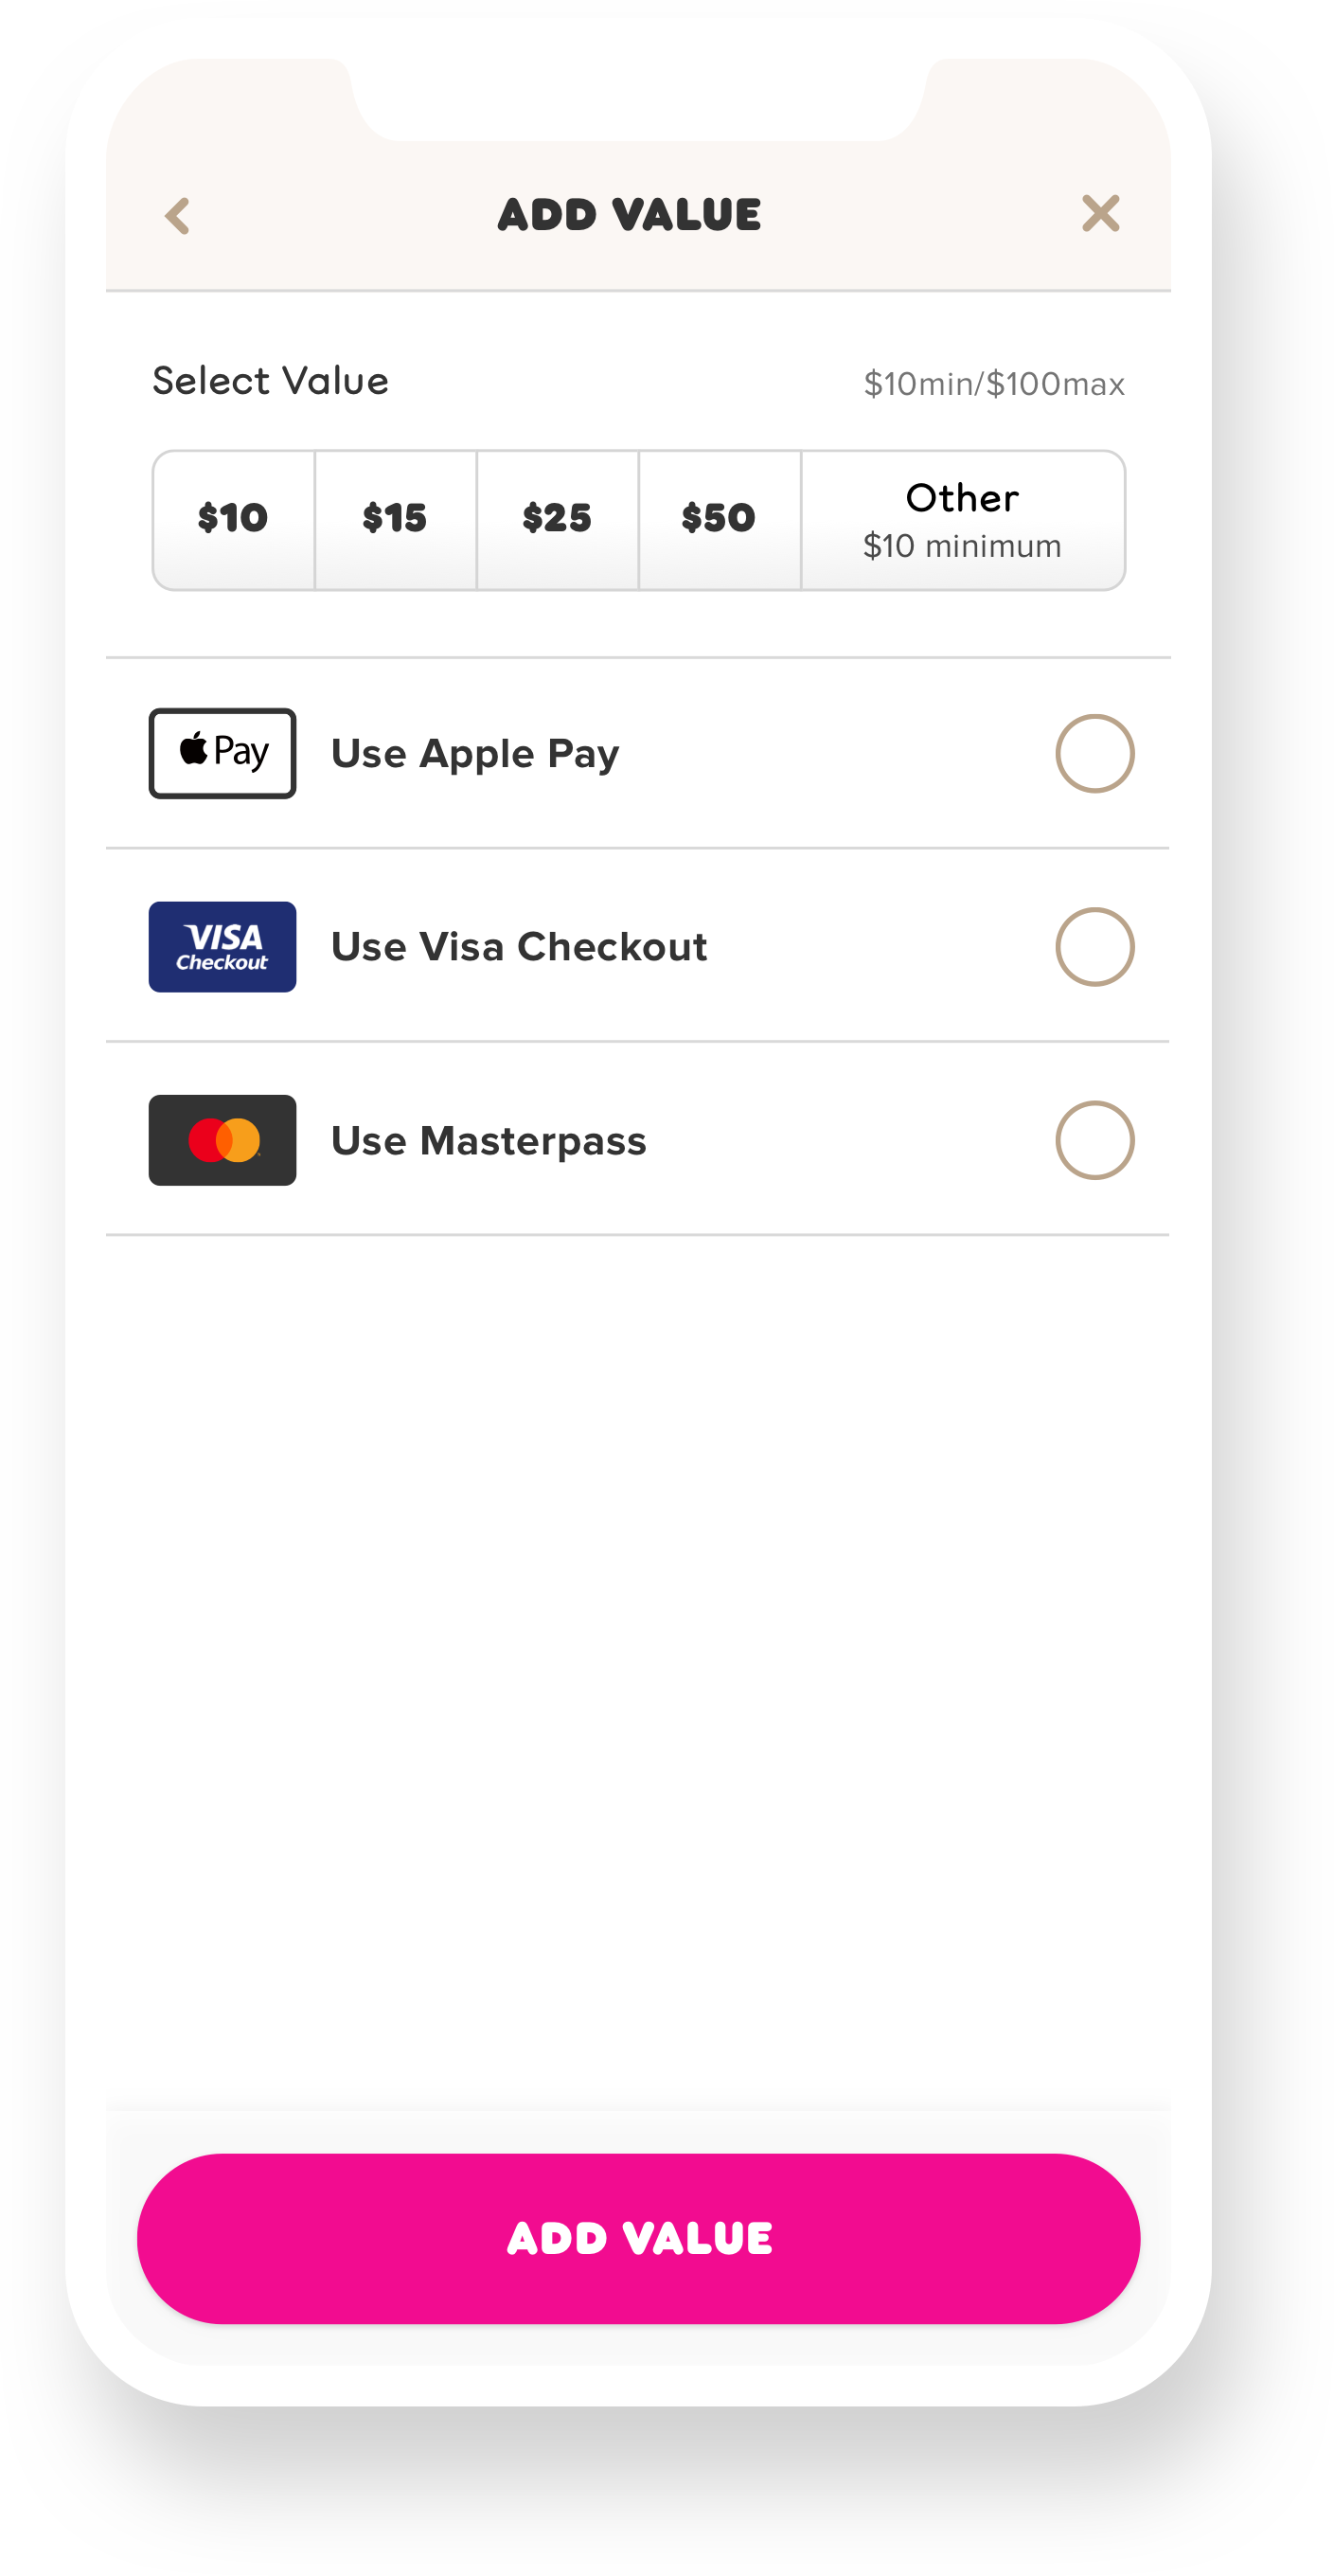 ADD VALUE
Select Value
$10min/$100max
$10
$15
$25
$50
Other
$10 minimum
Pay
Use Apple Pay
VISA
Checkout
Use Visa Checkout
Use Masterpass
ADD VALUE